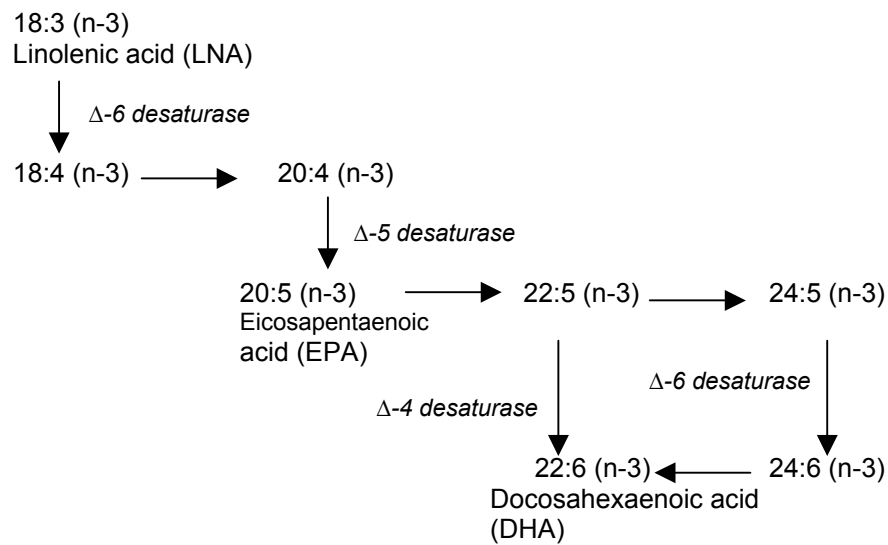 18:3 (n-3)
Linolenic acid (LNA)
Δ-6 desaturase
18:4 (n-3)
20:4 (n-3)
Δ-5 desaturase
20:5 (n-3)
22:5 (n-3)
24:5 (n-3)
Eicosapentaenoic
acid (EPA)
Δ-6 desaturase
Δ-4 desaturase
22:6 (n-3)
24:6 (n-3)
Docosahexaenoic acid
(DHA)